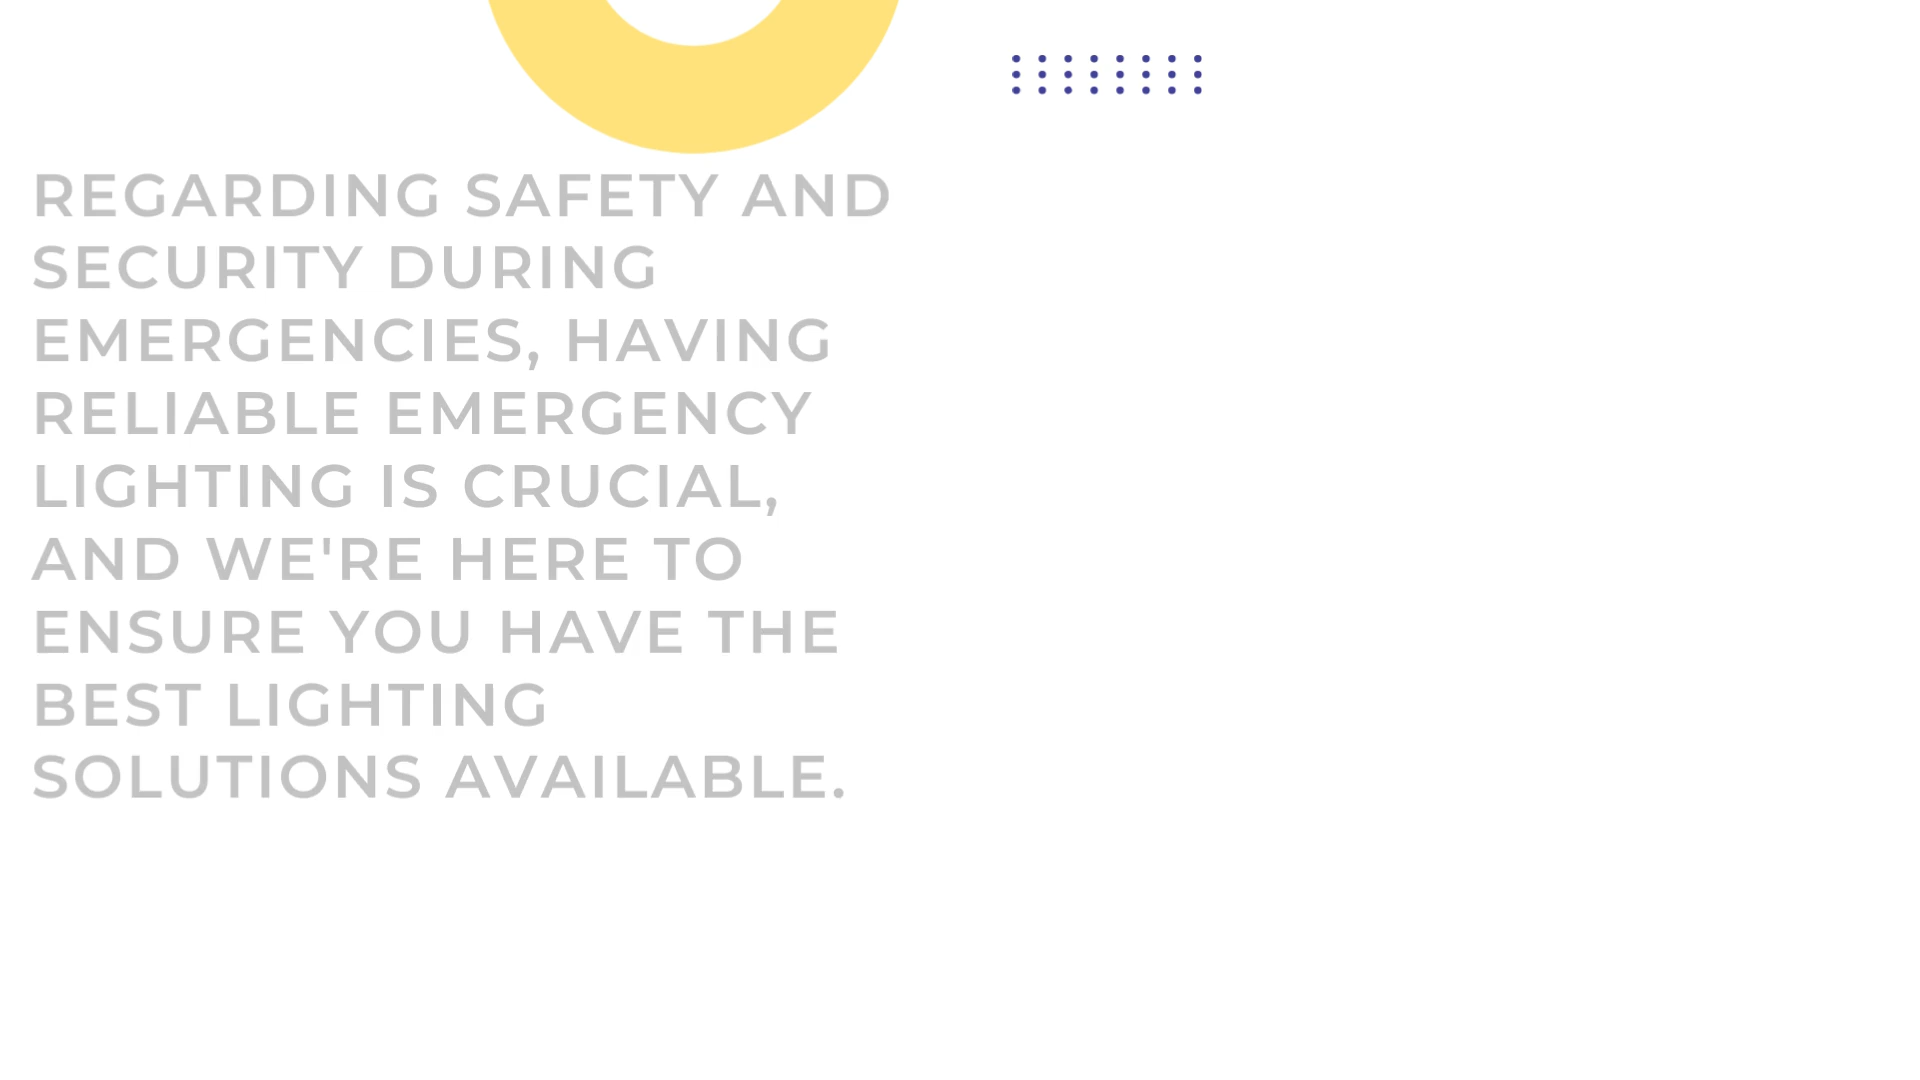 REGARDING SAFETY AND
SECURITY DURING
EMERGENCIES, HAVING
RELIABLE EMERGENCY
LIGHTING IS CRUCIAL,
AND WE'RE HERE TO
ENSURE YOU HAVE THE
BEST LIGHTING
SOLUTIONS AVAILABLE.